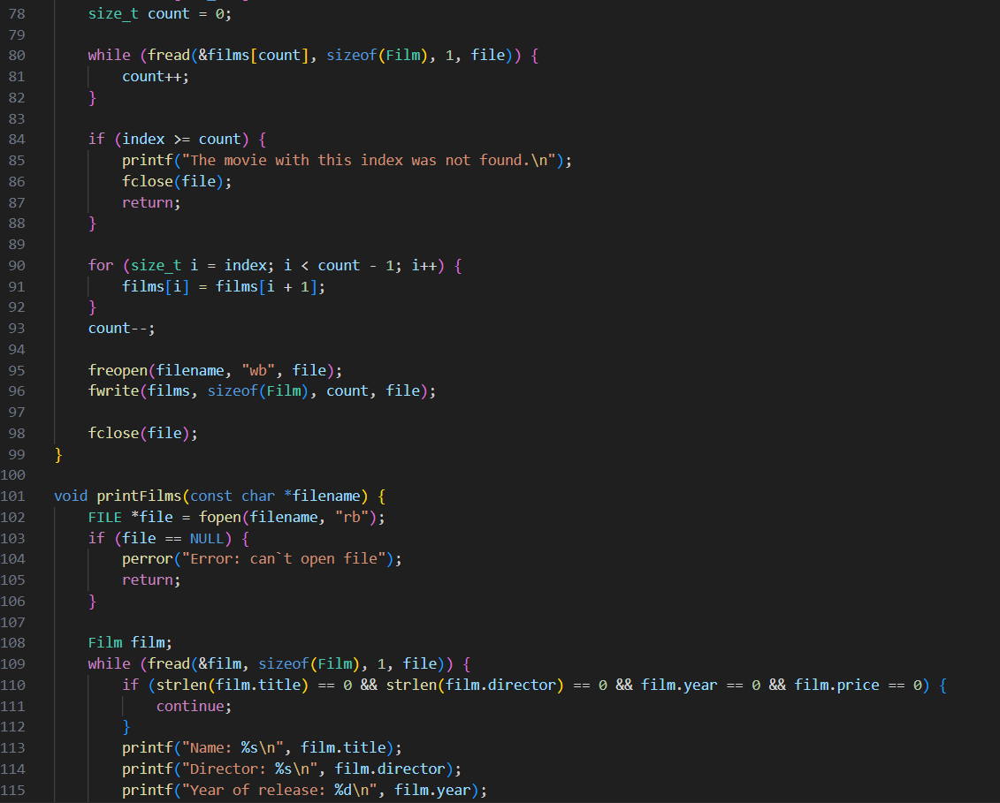 78 size_t count = 0;
79
80 while (fread(&films[count], sizeof(Film), 1, file)) {
81 count++;
82 }
83
84 if (index >= count) {
85 printf("The movie with this index was not found.\n");
86 fclose(file);
87 return;
88 }
89
90 for (size_t i = index; i < count - 1; i++) {
91 films[i] = films[i + 1];
92 }
93 count--;
94
95 freopen(filename, "wb", file);
96 fwrite(films, sizeof(Film), count, file);
97
98 fclose(file);
99 }
100
101 void printFilms(const char *filename) {
102 FILE *file = fopen(filename, "rb");
103 if (file == NULL) {
104 perror("Error: can`t open file");
105 return;
106 }
107
108 Film film;
109 while (fread(&film, sizeof(Film), 1, file)) {
110 if (strlen(film.title) == 0 && strlen(film.director) == 0 && film.year == 0 && film.price == 0) {
111 continue;
112 }
113 printf("Name: %s\n", film.title);
114 printf("Director: %s\n", film.director);
115 printf("Year of release: %d\n", film.year);